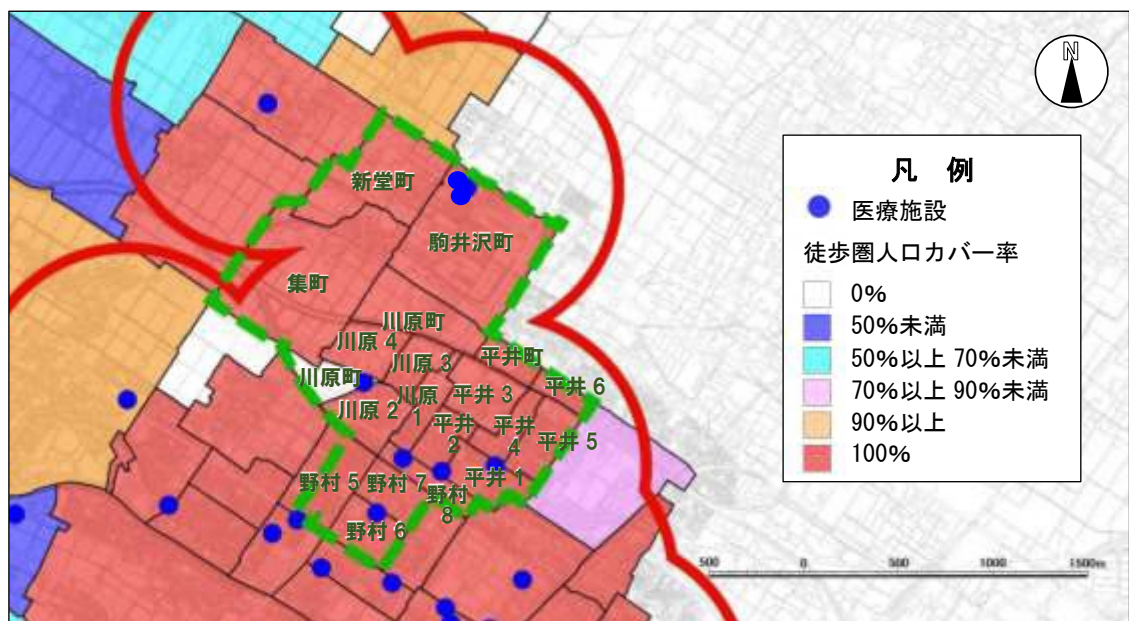 N
凡 例
医療施設
徒歩圏人口カバー率
0%
50%未満
50%以上 70%未満
70%以上 90%未満
90%以上
100%
新堂町
駒井沢町
集町
川原町
川原 4
川原 3
平井町
川原町
平井 6
川原 2
川原
1
平井 3
平井
2
平井
4
平井 5
野村 5
野村 7
平井 1
野村
8
野村 6
500
0
500
1000
1500m